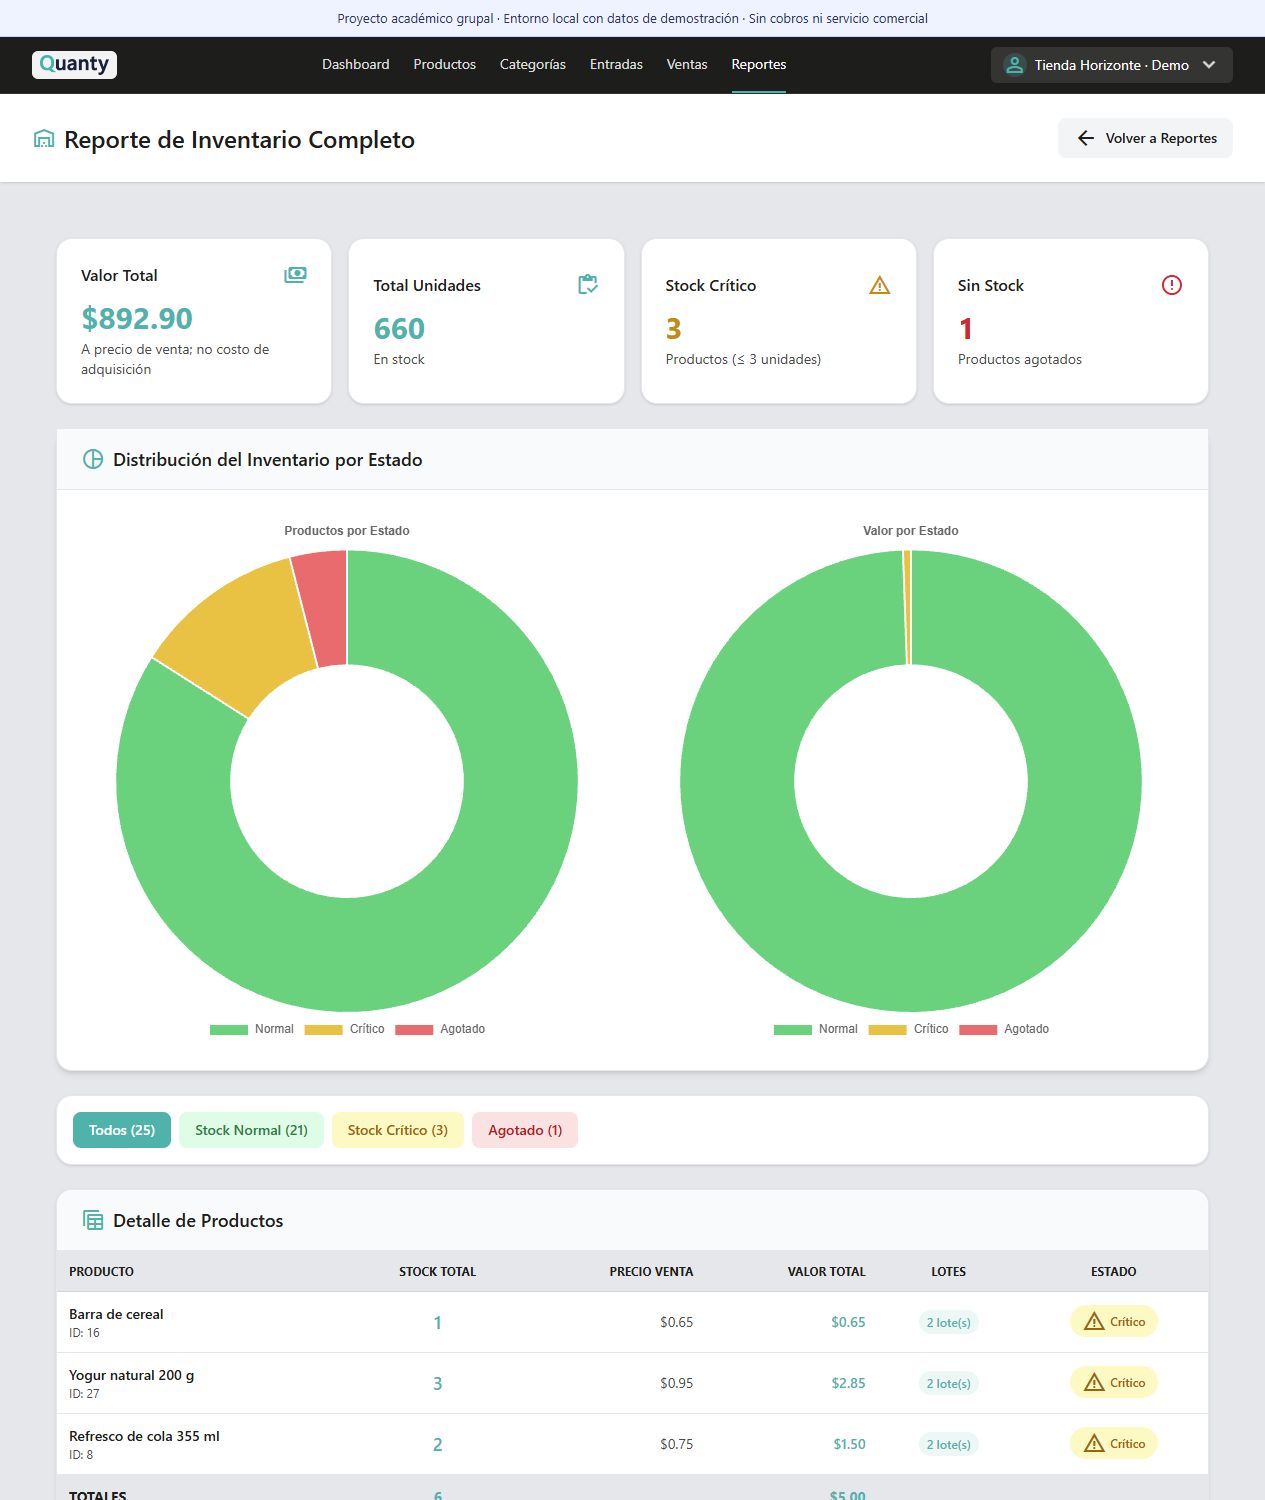 Proyecto académico grupal · Entorno local con datos de demostración · Sin cobros ni servicio comercial
Quanty
Dashboard
Productos
Categorías
Entradas
Ventas
Reportes
Tienda Horizonte · Demo
Reporte de Inventario Completo
Volver a Reportes
Valor Total
$892.90
A precio de venta; no costo de
adquisición
Total Unidades
660
En stock
Stock Crítico
3
Productos (≤ 3 unidades)
Sin Stock
1
Productos agotados
Distribución del Inventario por Estado
Productos por Estado
Normal
Crítico
Agotado
Valor por Estado
Normal
Crítico
Agotado
Todos (25)
Stock Normal (21)
Stock Crítico (3)
Agotado (1)
Detalle de Productos
PRODUCTO STOCK TOTAL PRECIO VENTA VALOR TOTAL LOTES ESTADO
Barra de cereal
ID: 16
1 $0.65 $0.65 2 lote(s) Crítico
Yogur natural 200 g
ID: 27
3 $0.95 $2.85 2 lote(s) Crítico
Refresco de cola 355 ml
ID: 8
2 $0.75 $1.50 2 lote(s) Crítico
TOTALES 6 $5.00